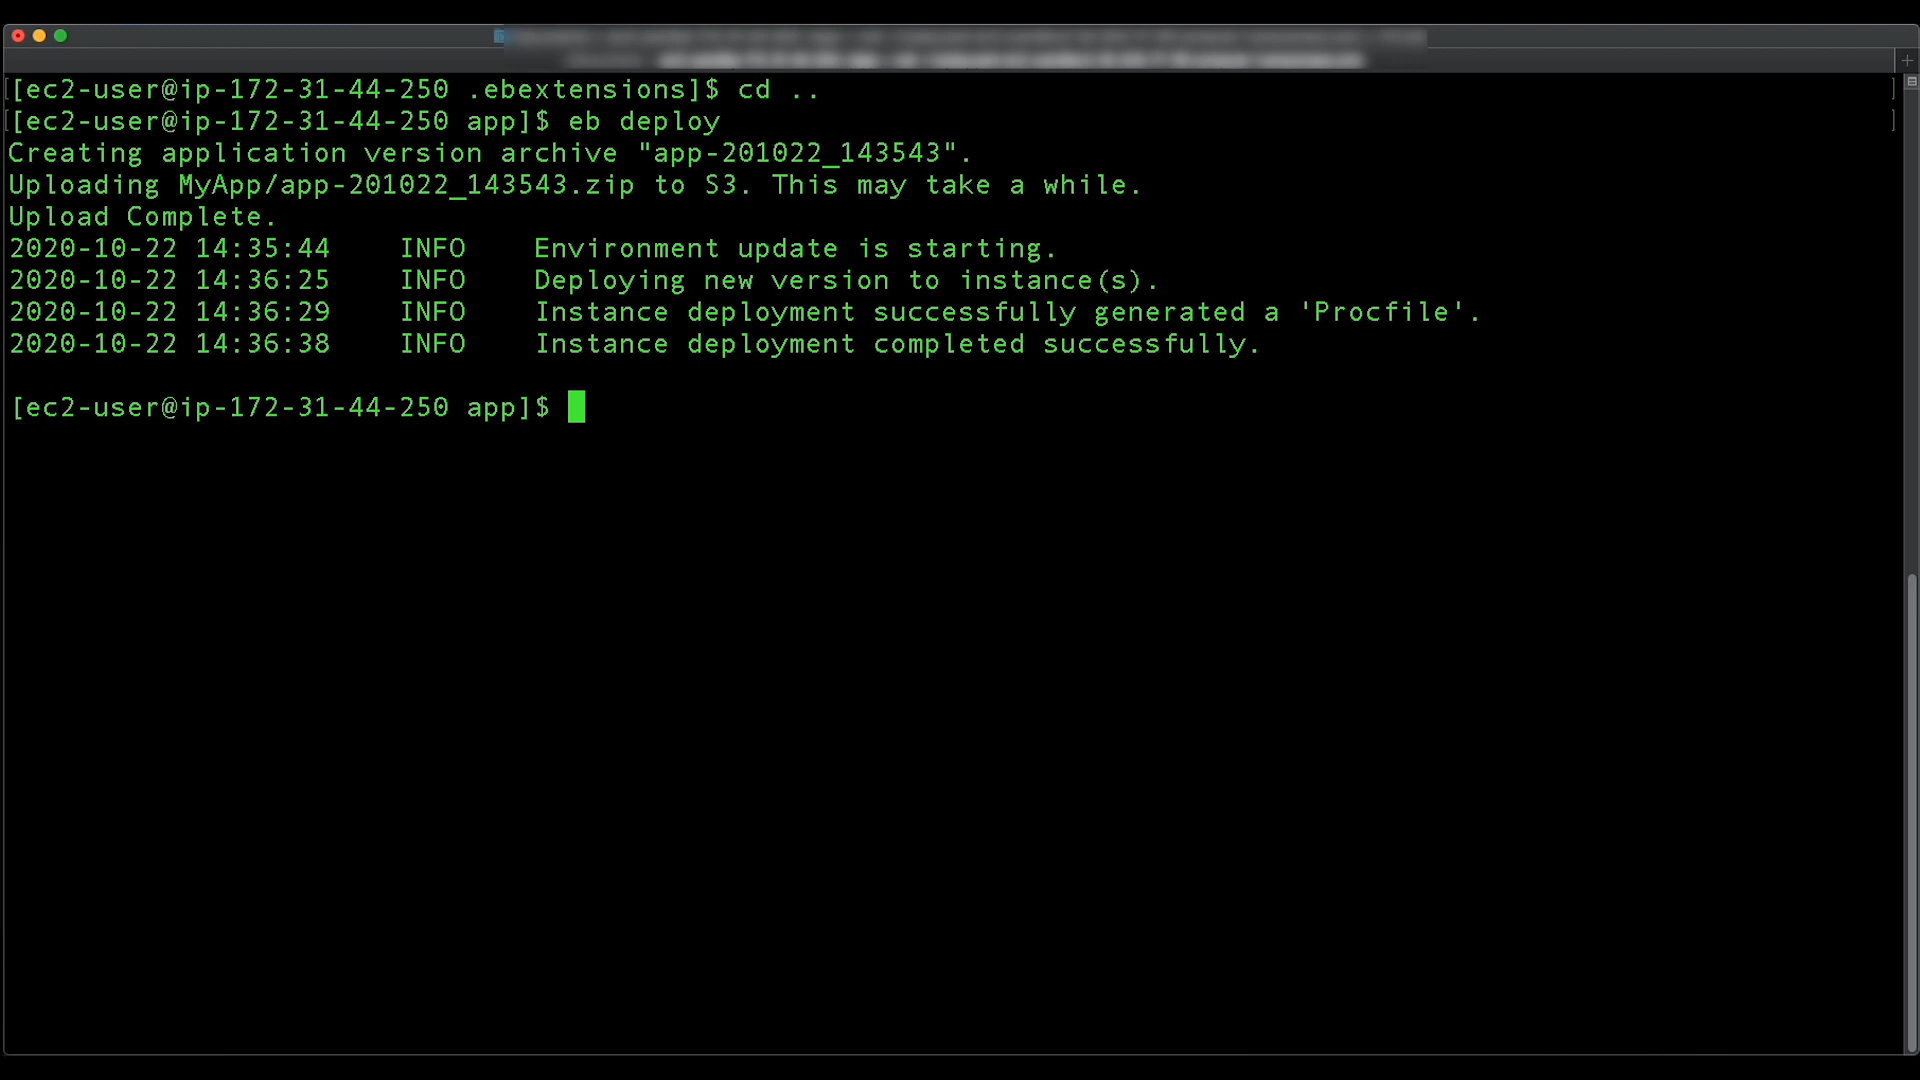 [ec2-user@ip-172-31-44-250 .ebextensions]$ cd ..
[ec2-user@ip-172-31-44-250 app]$ eb deploy
Creating application version archive "app-201022_143543".
Uploading MyApp/app-201022_143543.zip to S3. This may take a while.
Upload Complete.
2020-10-22 14:35:44    INFO    Environment update is starting.
2020-10-22 14:36:25    INFO    Deploying new version to instance(s).
2020-10-22 14:36:29    INFO    Instance deployment successfully generated a 'Procfile'.
2020-10-22 14:36:38    INFO    Instance deployment completed successfully.
[ec2-user@ip-172-31-44-250 app]$